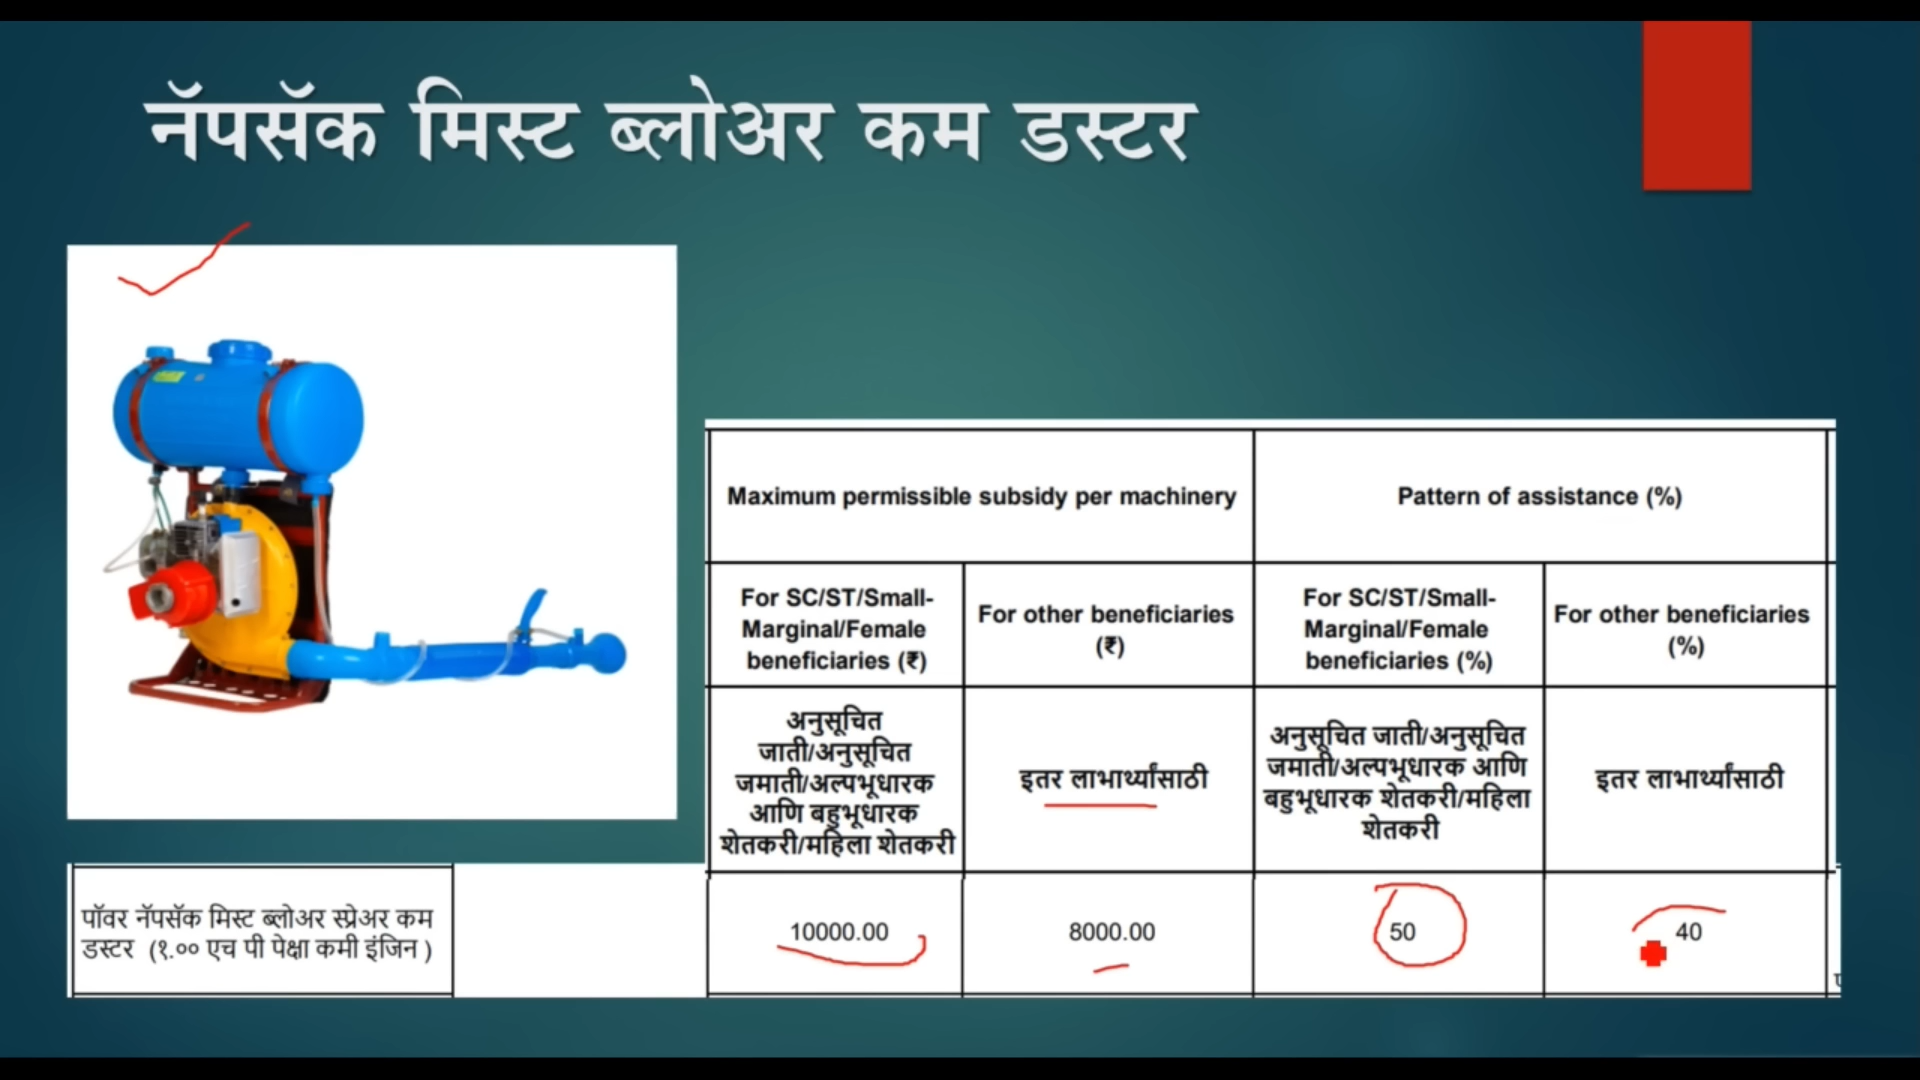 नॅपसॅक मिस्ट ब्लोअर कम डस्टर
Maximum permissible subsidy per machinery
Pattern of assistance (%)
For SC/ST/Small-
Marginal/Female
beneficiaries (₹)
For other beneficiaries
(₹)
For SC/ST/Small-
Marginal/Female
beneficiaries (%)
For other beneficiaries
(%)
अनुसूचित
जाती/अनुसूचित
जमाती/अल्पभूधारक
आणि बहुभूधारक
शेतकरी/महिला शेतकरी
इतर लाभार्थ्यांसाठी
अनुसूचित जाती/अनुसूचित
जमाती/अल्पभूधारक आणि
बहुभूधारक शेतकरी/महिला
शेतकरी
इतर लाभार्थ्यांसाठी
पॉवर नॅपसॅक मिस्ट ब्लोअर स्प्रेअर कम
डस्टर (१.०० एच पी पेक्षा कमी इंजिन )
10000.00
8000.00
50
40